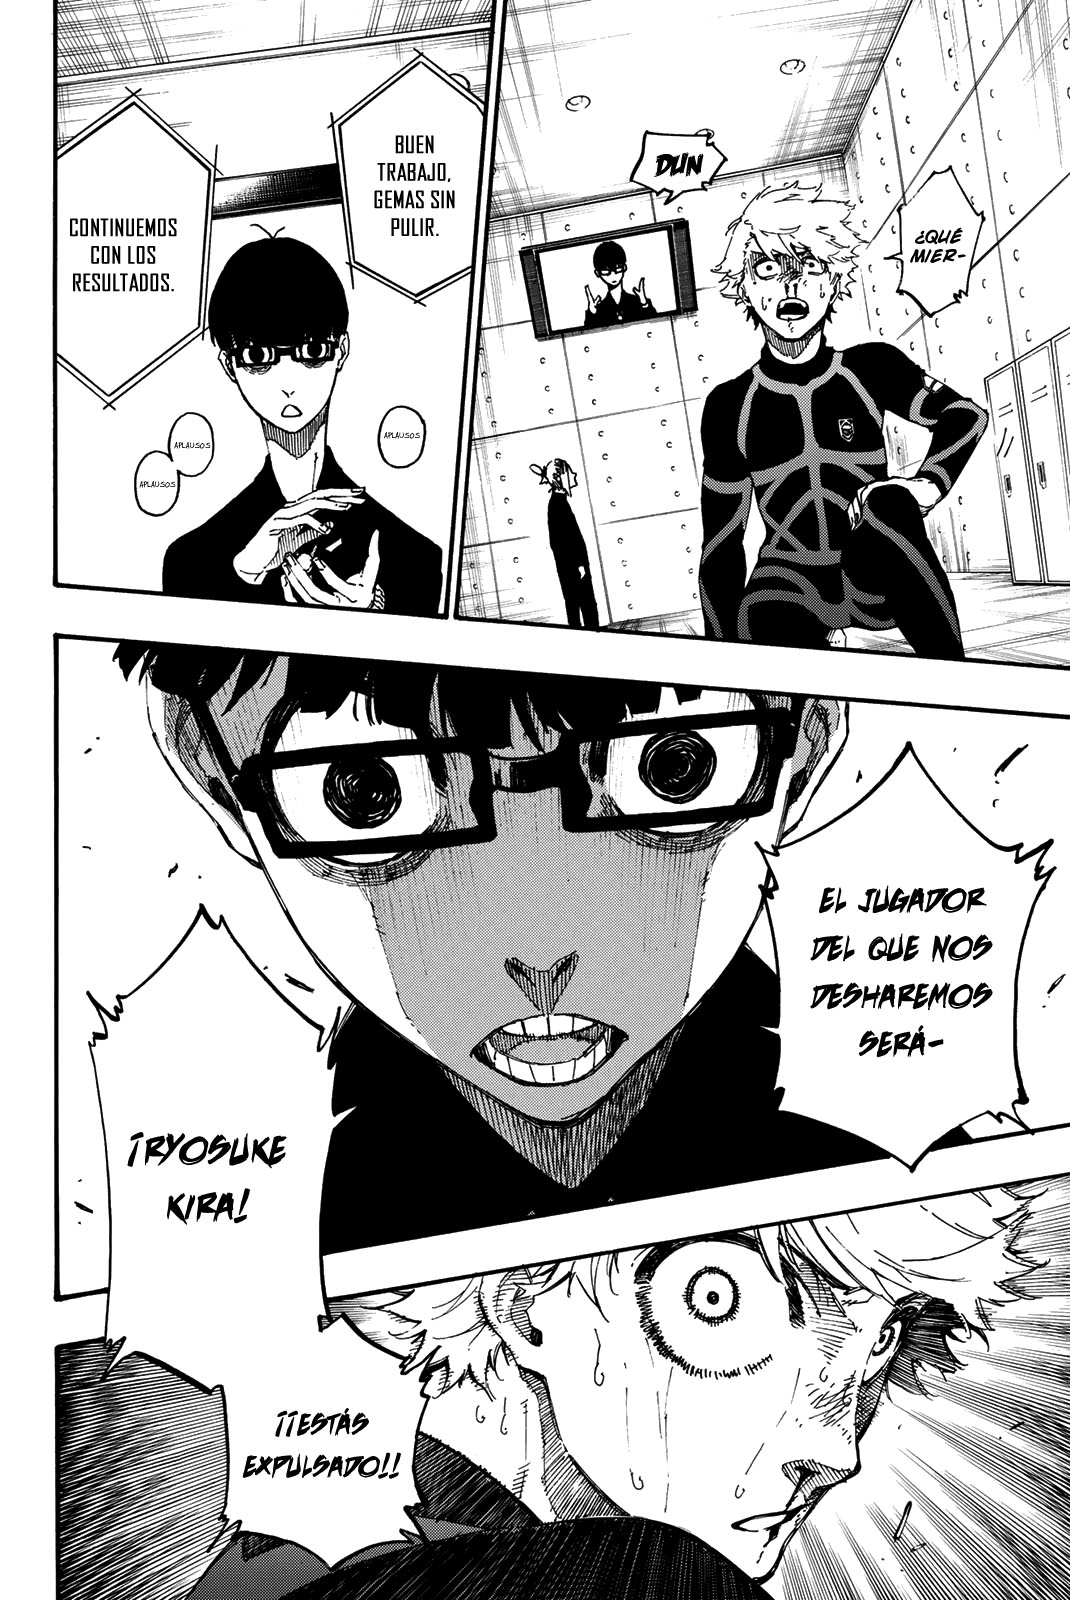 ¿QUÉ
MIER-
DUN
BUEN
TRABAJO,
GEMAS SIN
PULIR.
CONTINUEMOS
CON LOS
RESULTADOS.
APLAUSOS
APLAUSOS
APLAUSOS
EL JUGADOR
DEL QUE NOS
DESHAREMOS
SERÁ-
¡RYOSUKE
KIRA!
¡¡ESTÁS
EXPULSADO!!